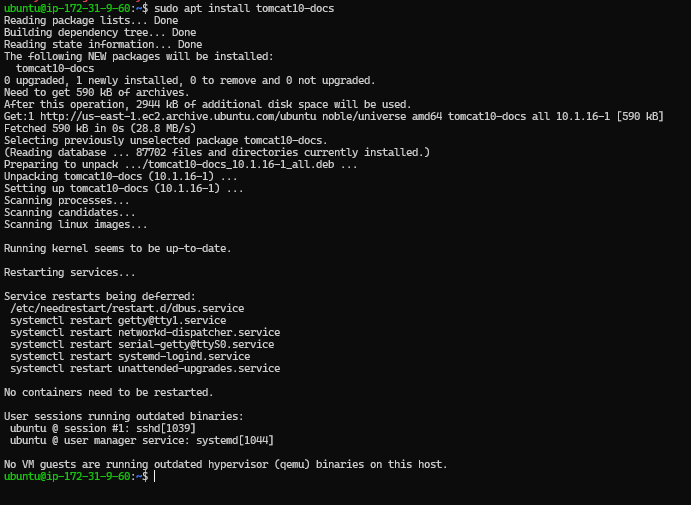 ubuntu@ip-172-31-9-60:~$ sudo apt install tomcat10-docs
Reading package lists... Done
Building dependency tree... Done
Reading state information... Done
The following NEW packages will be installed:
  tomcat10-docs
0 upgraded, 1 newly installed, 0 to remove and 0 not upgraded.
Need to get 590 kB of archives.
After this operation, 2944 kB of additional disk space will be used.
Get:1 http://us-east-1.ec2.archive.ubuntu.com/ubuntu noble/universe amd64 tomcat10-docs all 10.1.16-1 [590 kB]
Fetched 590 kB in 0s (28.8 MB/s)
Selecting previously unselected package tomcat10-docs.
(Reading database ... 87702 files and directories currently installed.)
Preparing to unpack .../tomcat10-docs_10.1.16-1_all.deb ...
Unpacking tomcat10-docs (10.1.16-1) ...
Setting up tomcat10-docs (10.1.16-1) ...
Scanning processes...
Scanning candidates...
Scanning linux images...

Running kernel seems to be up-to-date.

Restarting services...

Service restarts being deferred:
 /etc/needrestart/restart.d/dbus.service
 systemctl restart getty@tty1.service
 systemctl restart networkd-dispatcher.service
 systemctl restart serial-getty@ttyS0.service
 systemctl restart systemd-logind.service
 systemctl restart unattended-upgrades.service

No containers need to be restarted.

User sessions running outdated binaries:
 ubuntu @ session #1: sshd[1039]
 ubuntu @ user manager service: systemd[1044]

No VM guests are running outdated hypervisor (qemu) binaries on this host.
ubuntu@ip-172-31-9-60:~$